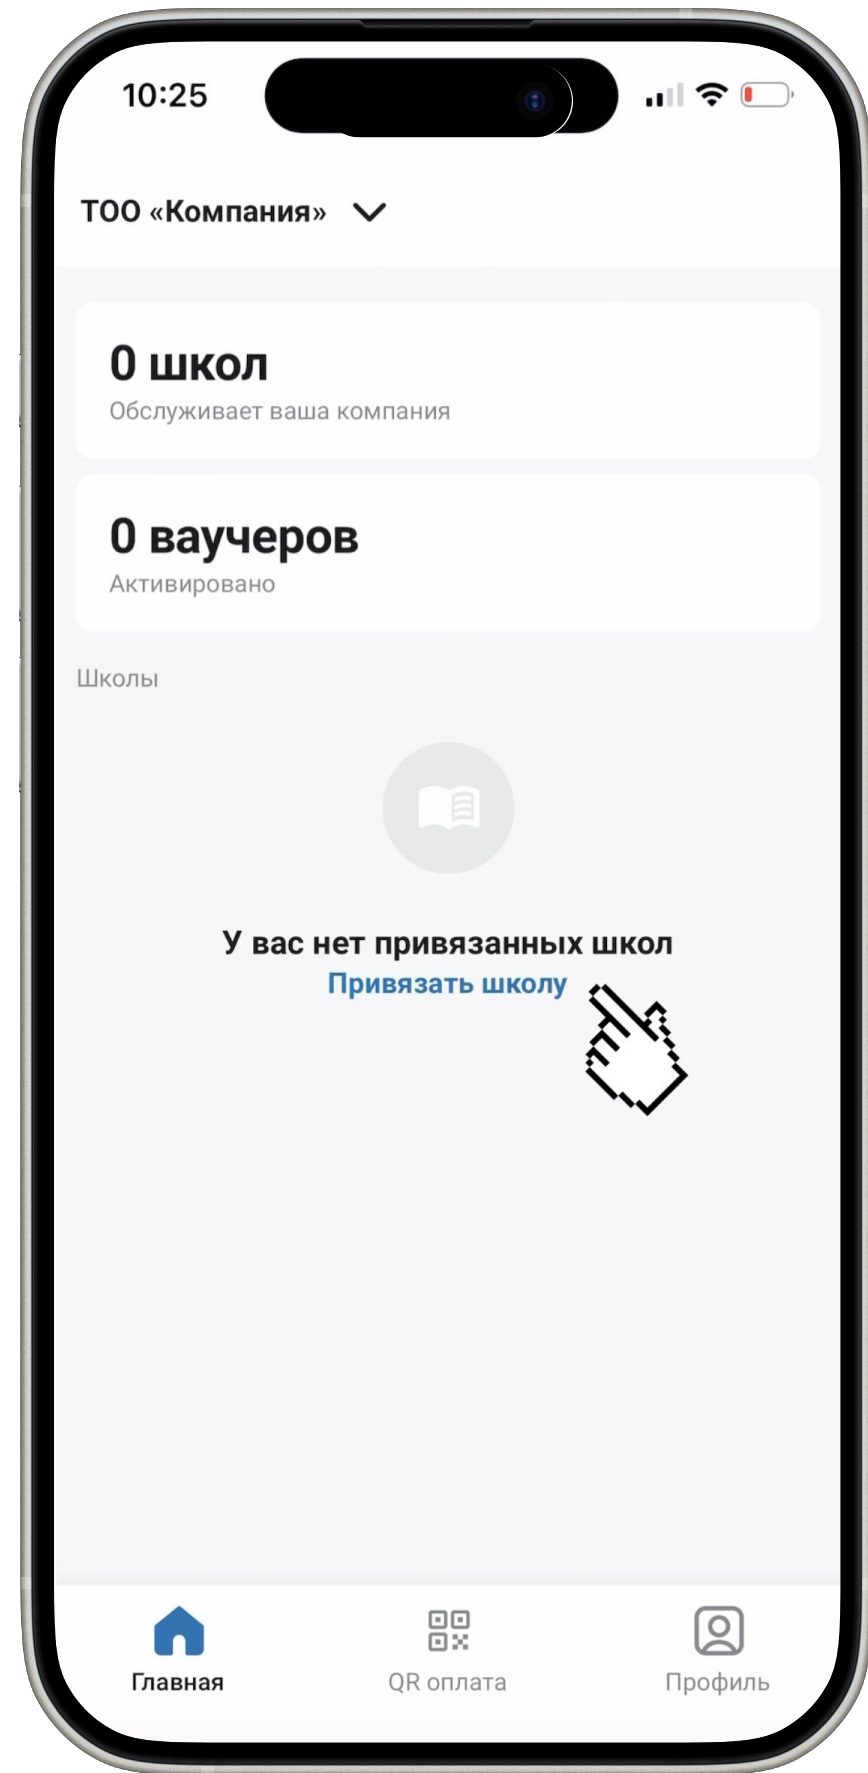 10:25
ТОО «Компания»
0 школ
Обслуживает ваша компания
0 ваучеров
Активировано
Школы
У вас нет привязанных школ
Привязать школу
Главная
QR оплата
Профиль